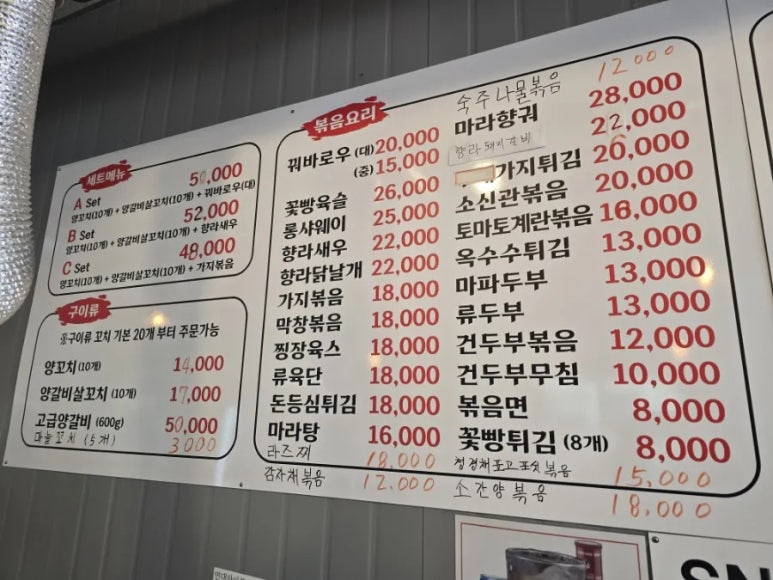 세트메뉴
A Set 50,000
양꼬치(10개) + 양갈비살꼬치(10개) + 꿔바로우(대)
B Set 52,000
양꼬치(10개) + 양갈비살꼬치(10개) + 향라새우
C Set 48,000
양꼬치(10개) + 양갈비살꼬치(10개) + 가지볶음
구이류
※구이류 꼬치 기본 20개 부터 주문가능
양꼬치 (10개) 14,000
양갈비살꼬치 (10개) 17,000
고급양갈비 (600g) 50,000
마늘꼬치 (5개) 3000
볶음요리
꿔바로우 (대) 20,000
(중) 15,000
꽃빵육슬 26,000
롱샤웨이 25,000
향라새우 22,000
향라닭날개 22,000
가지볶음 18,000
막창볶음 18,000
찡장육스 18,000
류육단 18,000
돈등심튀김 18,000
마라탕 16,000
라즈찌 18,000
감자채볶음 12.000
숙주나물볶음 12000
마라향궈 28,000
향라돼지갈비 22,000
가지튀김 20,000
소신관볶음 20,000
토마토계란볶음 16,000
옥수수튀김 13,000
마파두부 13,000
류두부 13,000
건두부볶음 12,000
건두부무침 10,000
볶음면 8,000
꽃빵튀김 (8개) 8,000
청경채표고버섯볶음 15.000
소간양볶음 18,000